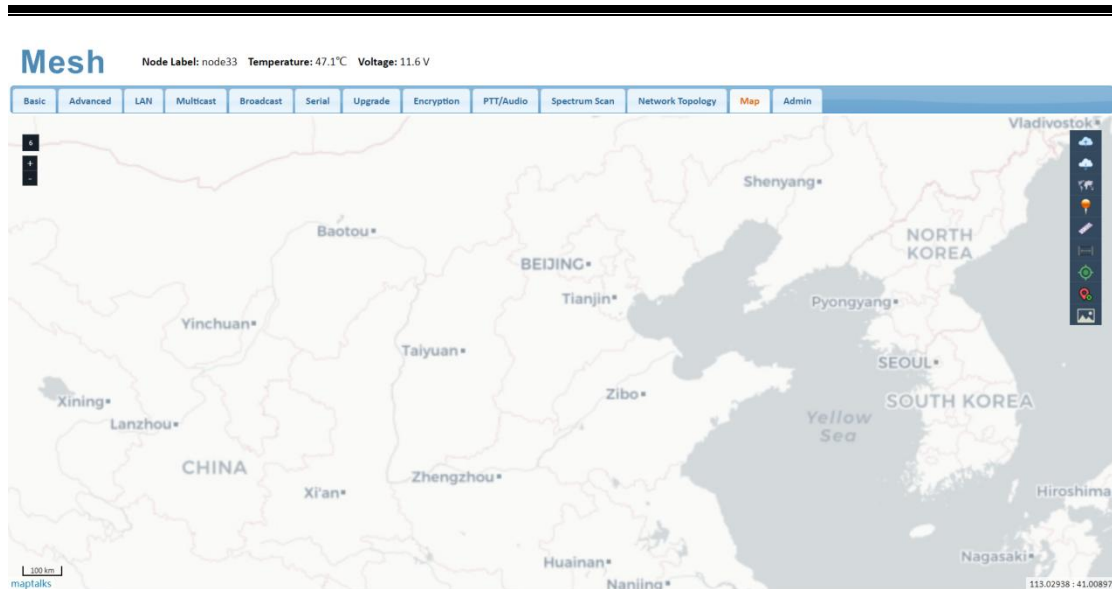 Mesh
Node Label: node33 Temperature: 47.1℃ Voltage: 11.6 V
Basic Advanced LAN Multicast Broadcast Serial Upgrade Encryption PTT/Audio Spectrum Scan Network Topology Map Admin
Vladivostok
6
+
-
Shenyang
Baotou
NORTH
KOREA
BEIJING
Tianjin
Pyongyang
Yinchuan
Taiyuan
SEOUL
Zibo
Xining
SOUTH KOREA
Yellow
Sea
Lanzhou
CHINA
Zhengzhou
Xi'an
Hiroshima
Huainan
Nagasaki
100 km
Nanjing
maptalks
113.02938 : 41.00897